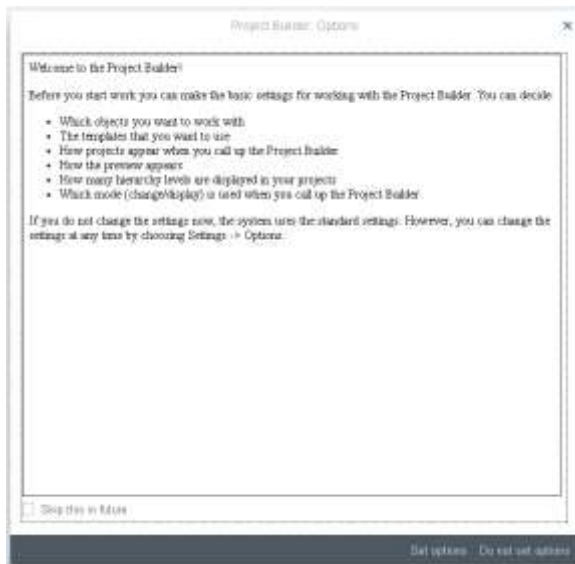 Project Builder: Options
Welcome to the Project Builder!
Before you start work you can make the basic settings for working with the Project Builder. You can decide
• Which objects you want to work with
• The templates that you want to use
• How projects appear when you call up the Project Builder
• How the preview appears
• How many hierarchy levels are displayed in your projects
• Which mode (change/display) is used when you call up the Project Builder
If you do not change the settings now, the system uses the standard settings. However, you can change the
settings at any time by choosing Settings -> Options.
Skip this in future
Set options Do not set options